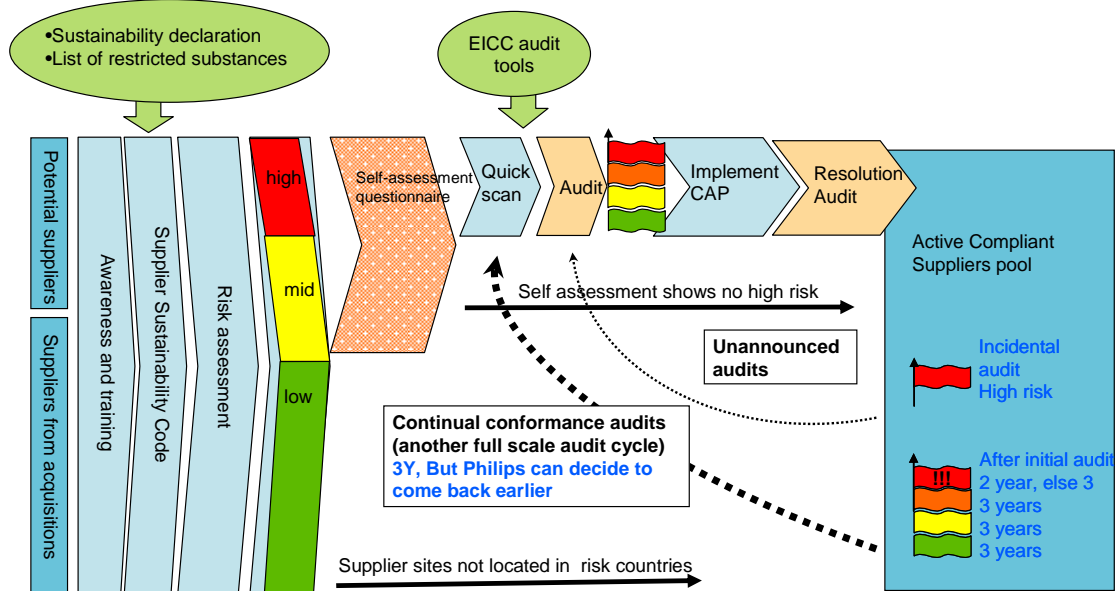 •Sustainability declaration
•List of restricted substances
EICC audit
tools
Potential suppliers
Suppliers from acquisitions
Awareness and training
Supplier Sustainability Code
Risk assessment
high
mid
low
Self-assessment
questionnaire
Quick
scan
Audit
Implement
CAP
Resolution
Audit
Active Compliant
Suppliers pool
Self assessment shows no high risk
Unannounced
audits
Incidental
audit
High risk
Continual conformance audits
(another full scale audit cycle)
3Y, But Philips can decide to
come back earlier
!!!
After initial audit
2 year, else 3
3 years
3 years
3 years
Supplier sites not located in risk countries